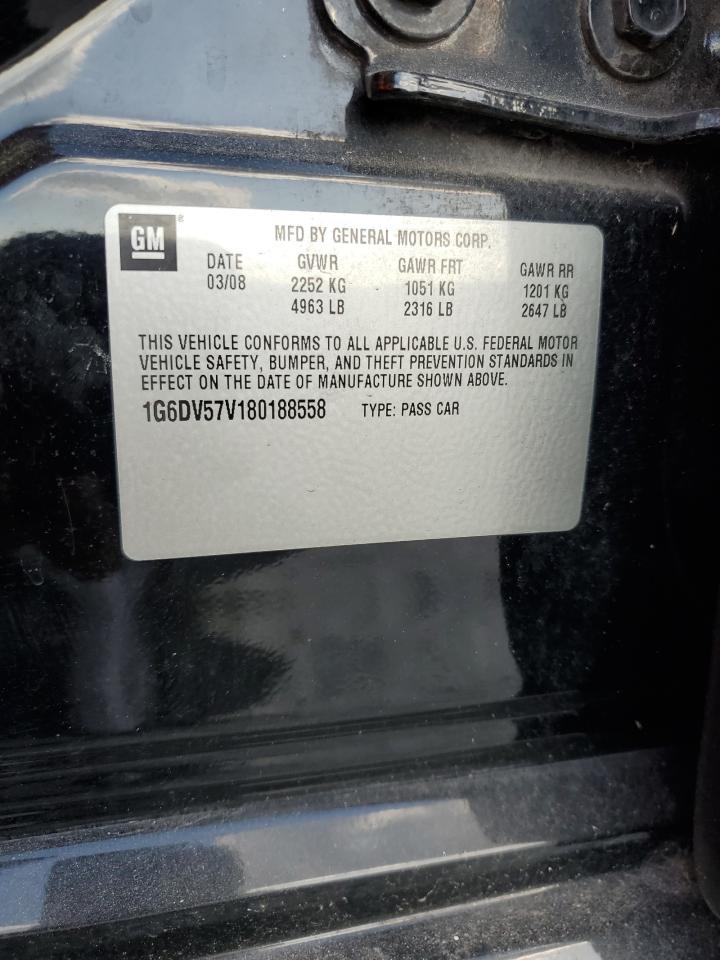 GM ®
MFD BY GENERAL MOTORS CORP.
DATE GVWR GAWR FRT GAWR RR
03/08 2252 KG 1051 KG 1201 KG
4963 LB 2316 LB 2647 LB
THIS VEHICLE CONFORMS TO ALL APPLICABLE U.S. FEDERAL MOTOR
VEHICLE SAFETY, BUMPER, AND THEFT PREVENTION STANDARDS IN
EFFECT ON THE DATE OF MANUFACTURE SHOWN ABOVE.
1G6DV57V180188558 TYPE: PASS CAR